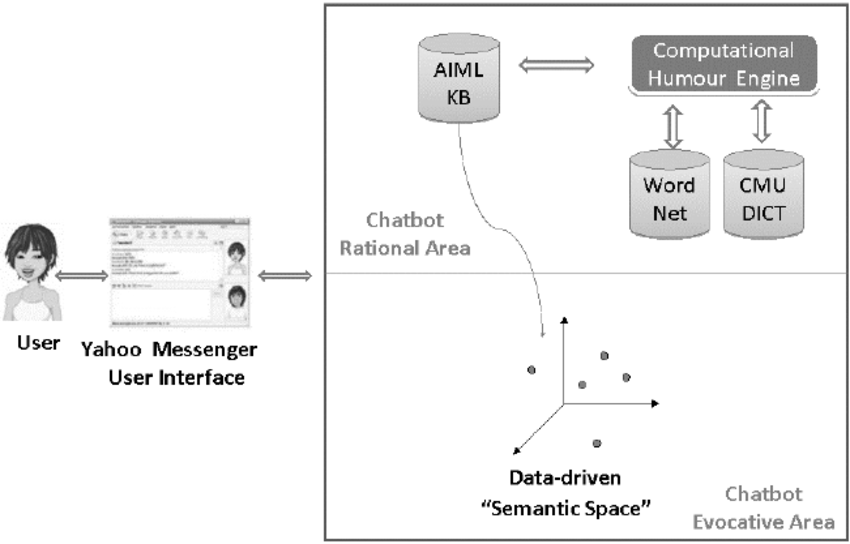 AIML
KB
Computational
Humour Engine
Word
Net
CMU
DICT
Chatbot
Rational Area
User
Yahoo Messenger
User Interface
Data-driven
“Semantic Space”
Chatbot
Evocative Area